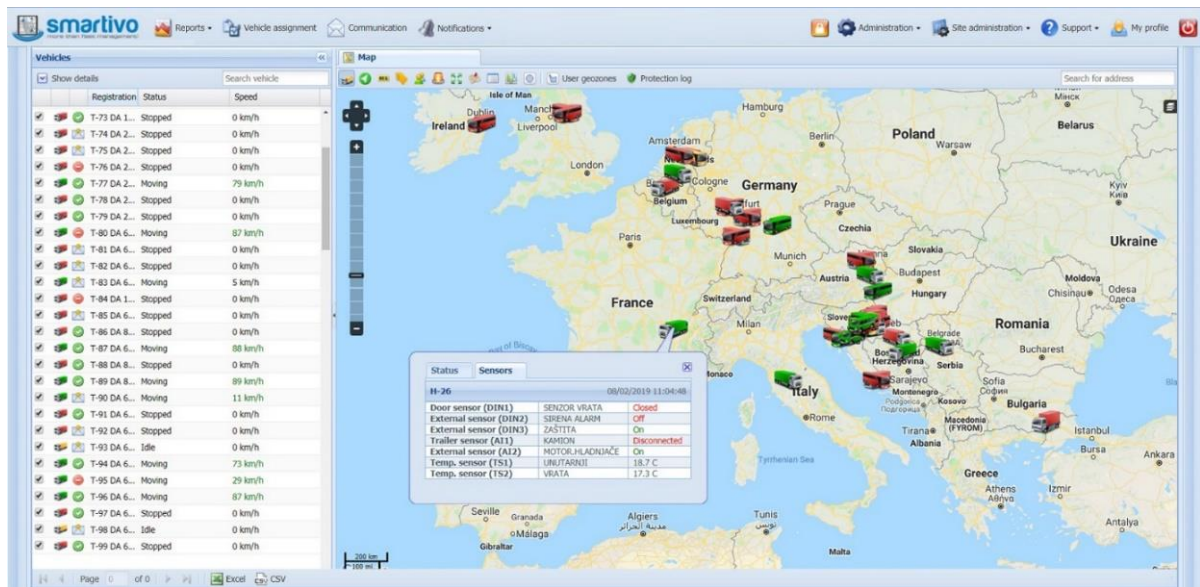 smartivo
more than fleet management
Reports
Vehicle assignment
Communication
Notifications
Administration
Site administration
Support
My profile
Vehicles
Map
Show details
Search vehicle
User geozones
Protection log
Search for address
Registration Status Speed
T-73 DA 1... Stopped 0 km/h
T-74 DA 2... Stopped 0 km/h
T-75 DA 2... Stopped 0 km/h
T-76 DA 2... Stopped 0 km/h
T-77 DA 2... Moving 79 km/h
T-78 DA 2... Stopped 0 km/h
T-79 DA 2... Stopped 0 km/h
T-80 DA 6... Moving 87 km/h
T-81 DA 6... Stopped 0 km/h
T-82 DA 6... Stopped 0 km/h
T-83 DA 6... Moving 5 km/h
T-84 DA 1... Stopped 0 km/h
T-85 DA 6... Stopped 0 km/h
T-86 DA 8... Stopped 0 km/h
T-87 DA 6... Moving 88 km/h
T-88 DA 8... Stopped 0 km/h
T-89 DA 8... Moving 89 km/h
T-90 DA 6... Moving 11 km/h
T-91 DA 6... Stopped 0 km/h
T-92 DA 6... Stopped 0 km/h
T-93 DA 6... Idle 0 km/h
T-94 DA 6... Moving 73 km/h
T-95 DA 6... Moving 29 km/h
T-96 DA 6... Moving 87 km/h
T-97 DA 6... Stopped 0 km/h
T-98 DA 6... Idle 0 km/h
T-99 DA 6... Stopped 0 km/h
Page 0 of 0
Excel
CSV
Isle of Man
Dublin
Ireland
Liverpool
Hamburg
Мінск
Belarus
Amsterdam
Berlin
Poland
Warsaw
London
Cologne
Germany
Belgium
Prague
Kyiv
Київ
Luxembourg
Czechia
Paris
Ukraine
Munich
Slovakia
Austria
Budapest
Moldova
Hungary
Chisinau
Odesa
Одеса
France
Switzerland
Milan
Romania
Belgrade
Bucharest
Herzegovina
Serbia
Sarajevo
Montenegro
Podgorica
Подгорица
Kosovo
Sofia
София
Bulgaria
Italy
Rome
Tirana
Macedonia
(FYROM)
Albania
Istanbul
Bursa
Ankara
Tyrrhenian Sea
Greece
Athens
Αθήνα
Izmir
Antalya
Seville
Granada
Málaga
Gibraltar
Algiers
مدينة الجزائر
Tunis
تونس
Malta
200 km
100 mi
Status
Sensors
H-26 08/02/2019 11:04:48
Door sensor (DIN1) SENZOR VRATA Closed
External sensor (DIN2) SIRENA ALARM Off
External sensor (DIN3) ZAŠTITA On
Trailer sensor (AI1) KAMION Disconnected
External sensor (AI2) MOTOR.HLADNJAČE On
Temp. sensor (TS1) UNUTARNJI 18.7 C
Temp. sensor (TS2) VRATA 17.3 C